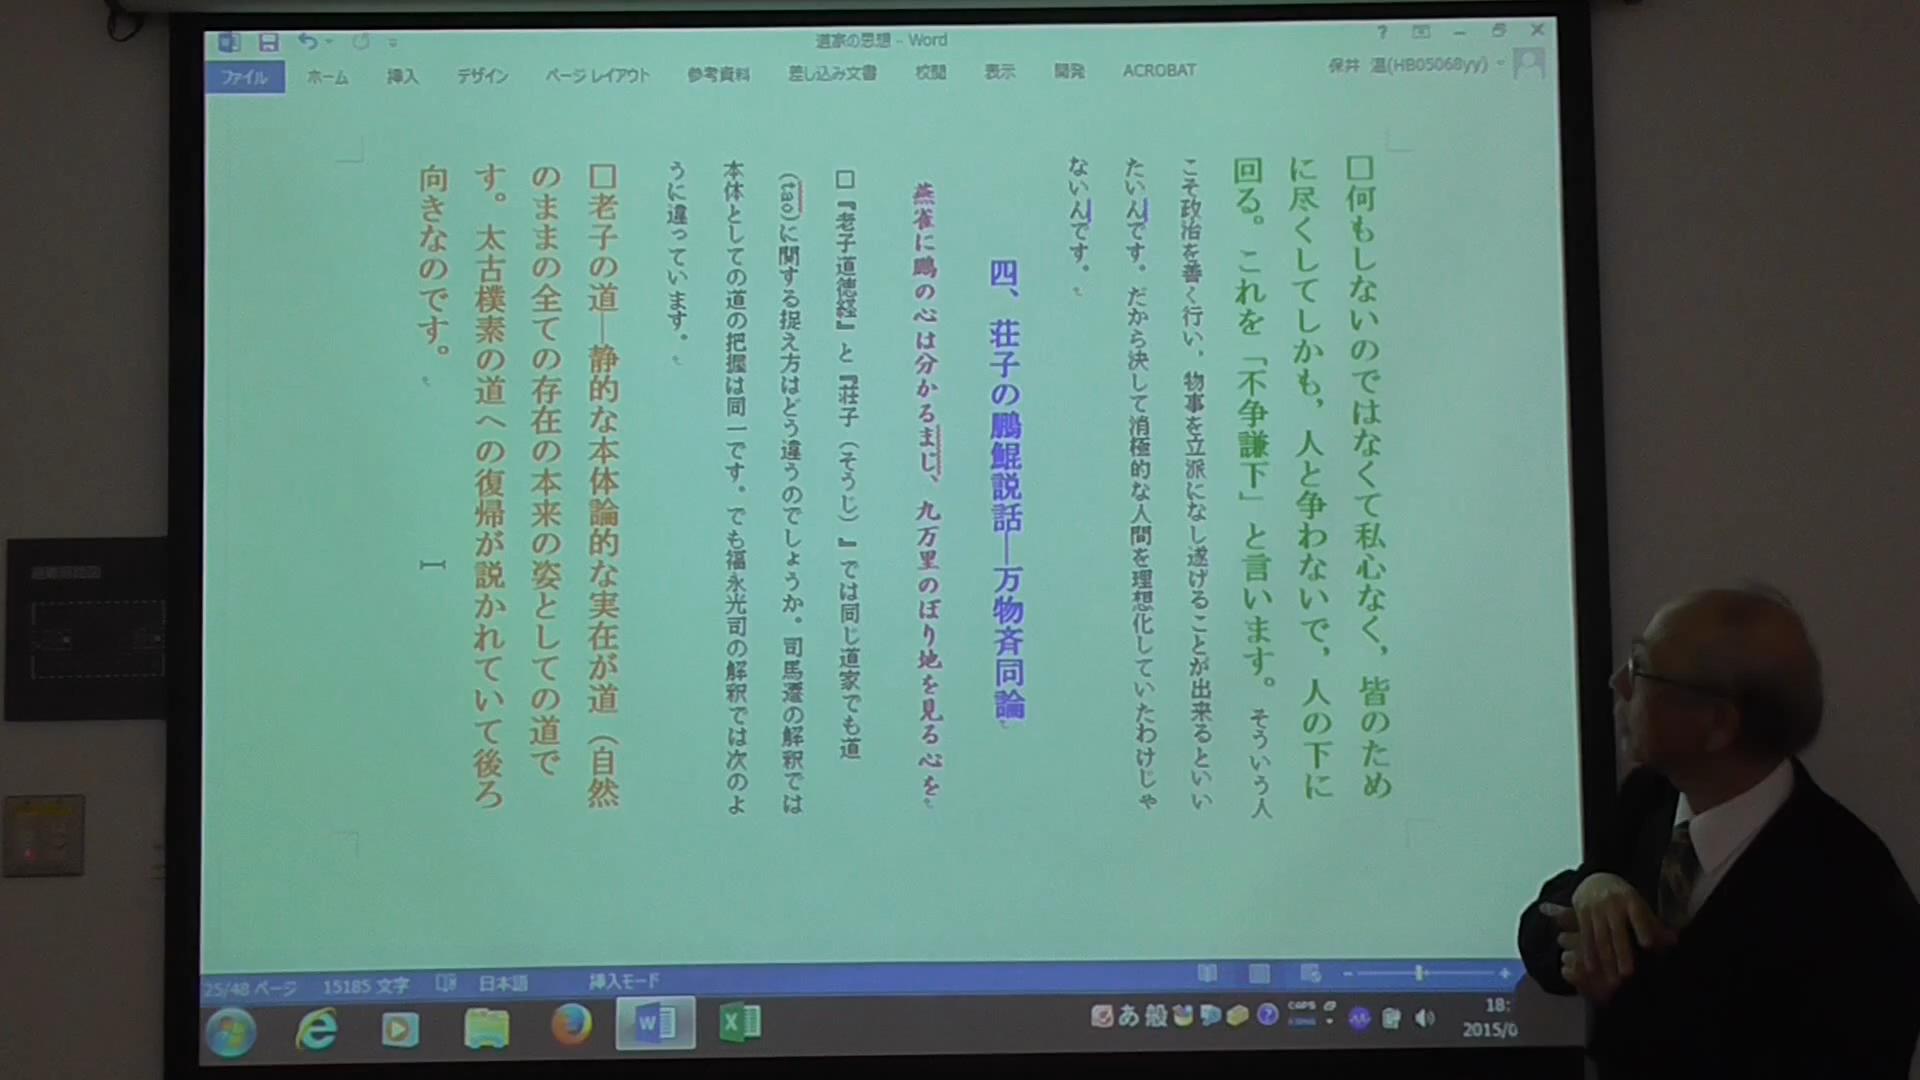 道家の思想 - Word
ファイル ホーム 挿入 デザイン ページ レイアウト 参考資料 差し込み文書 校閲 表示 開発 ACROBAT
保井 温(HB05068yy)
□何もしないのではなくて私心なく，皆のため
に尽くしてしかも，人と争わないで，人の下に
回る。これを「不争謙下」と言います。そういう人
こそ政治を善く行い，物事を立派になし遂げることが出来るといい
たいんです。だから決して消極的な人間を理想化していたわけじゃ
ないんです。
四、荘子の鵬鯤説話―万物斉同論
燕雀に鵬の心は分かるまじ、九万里のぼり地を見る心を
□『老子道徳経』と『荘子（そうじ）』では同じ道家でも道
(tao)に関する捉え方はどう違うのでしょうか。司馬遷の解釈では
本体としての道の把握は同一です。でも福永光司の解釈では次のよ
うに違っています。
□老子の道―静的な本体論的な実在が道（自然
のままの全ての存在の本来の姿としての道で
す。太古樸素の道への復帰が説かれていて後ろ
向きなのです。
25/48 ページ 15185 文字 日本語 挿入モード
あ 般 CAPS
18:
2015/0